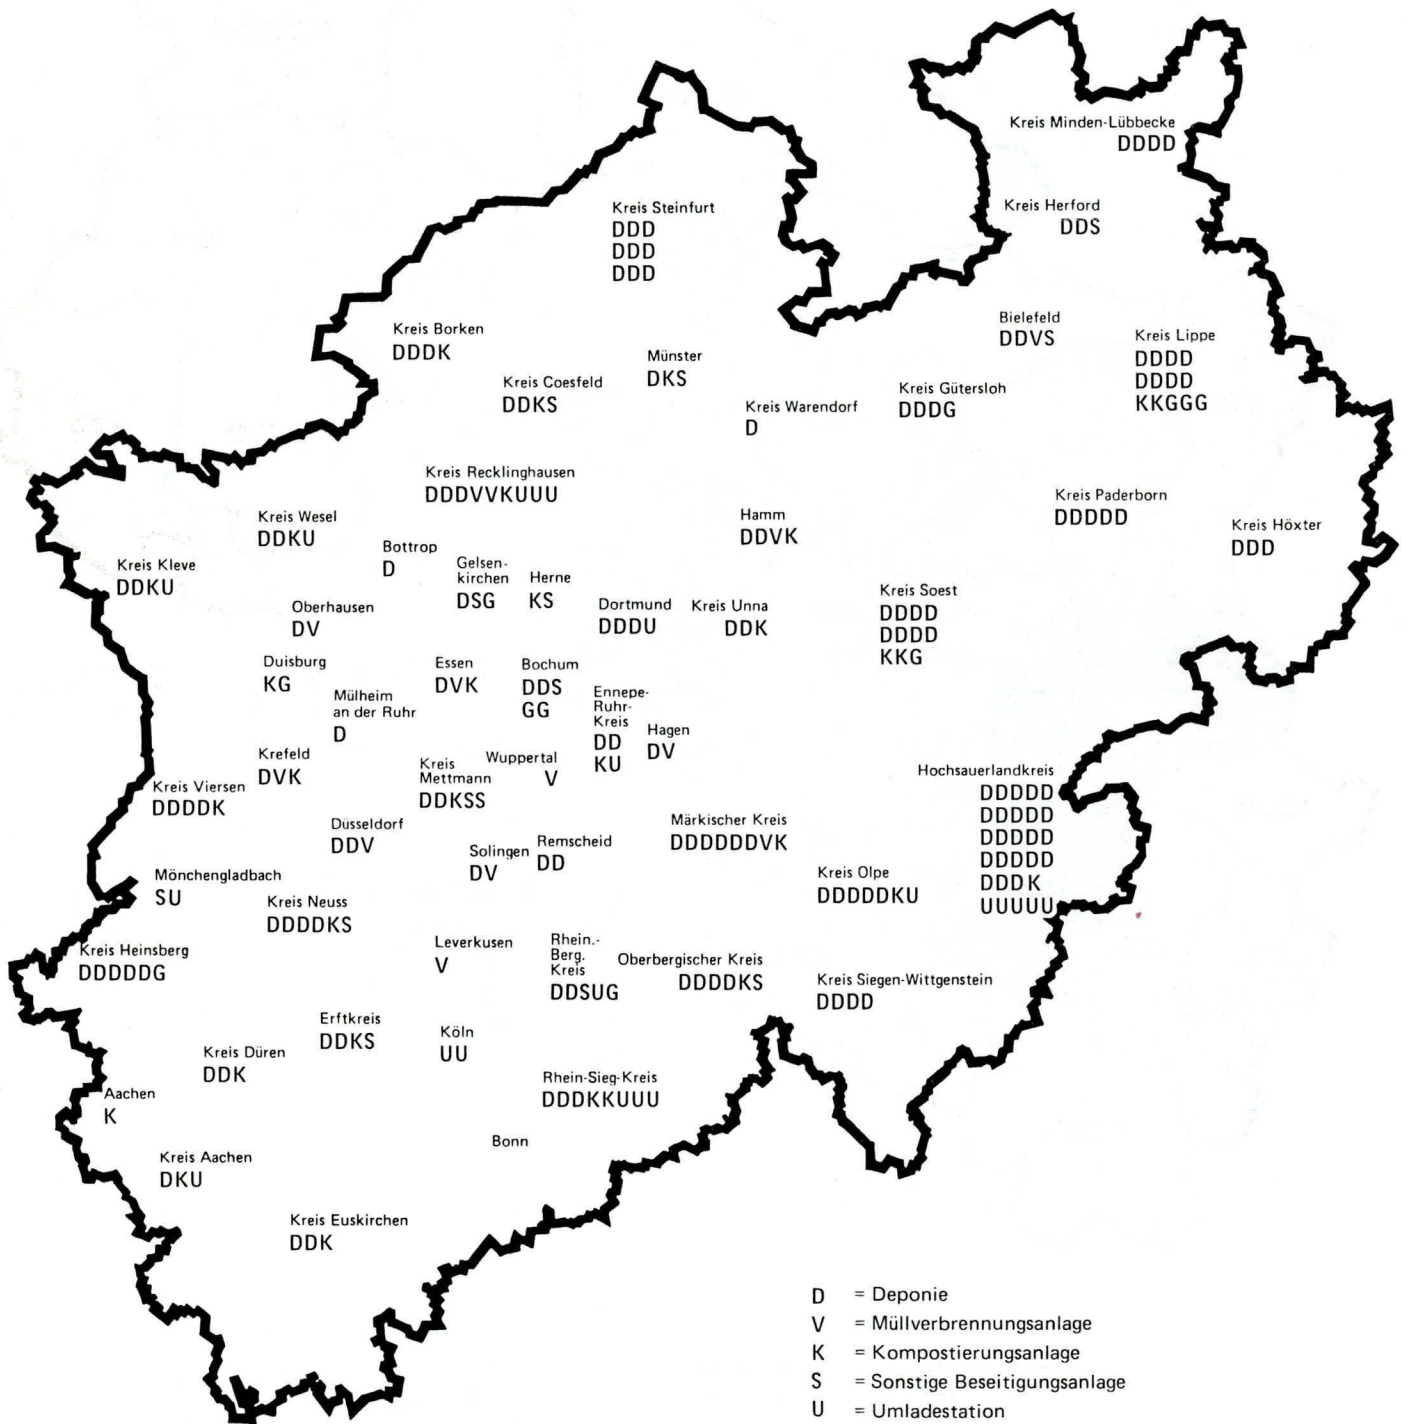 Kreis Minden-Lübbecke
DDDD
Kreis Steinfurt
DDD
DDD
DDD
Kreis Herford
DDS
Kreis Borken
DDDK
Bielefeld
DDVS
Kreis Lippe
DDDD
DDDD
KKGGG
Münster
DKS
Kreis Coesfeld
DDKS
Kreis Gütersloh
DDDG
Kreis Warendorf
D
Kreis Recklinghausen
DDDVVKUUU
Kreis Paderborn
DDDDD
Kreis Wesel
DDKU
Hamm
DDVK
Kreis Höxter
DDD
Bottrop
D
Kreis Kleve
DDKU
Gelsen-
kirchen
DSG
Herne
KS
Oberhausen
DV
Dortmund
DDDU
Kreis Unna
DDK
Kreis Soest
DDDD
DDDD
KKG
Duisburg
KG
Essen
DVK
Bochum
DDS
GG
Mülheim
an der Ruhr
D
Ennepe-
Ruhr-
Kreis
DD
KU
Hagen
DV
Krefeld
DVK
Kreis
Mettmann
DDKSS
Wuppertal
V
Hochsauerlandkreis
DDDDD
DDDDD
DDDDD
DDDDD
DDDK
UUUUU
Kreis Viersen
DDDDK
Düsseldorf
DDV
Märkischer Kreis
DDDDDDVK
Solingen
DV
Remscheid
DD
Mönchengladbach
SU
Kreis Olpe
DDDDDKU
Kreis Neuss
DDDDKS
Kreis Heinsberg
DDDDDG
Leverkusen
V
Rhein.-
Berg.
Kreis
DDSUG
Oberbergischer Kreis
DDDDKS
Kreis Siegen-Wittgenstein
DDDD
Erftkreis
DDKS
Köln
UU
Kreis Düren
DDK
Rhein-Sieg-Kreis
DDDKKUUU
Aachen
K
Bonn
Kreis Aachen
DKU
Kreis Euskirchen
DDK
D = Deponie
V = Müllverbrennungsanlage
K = Kompostierungsanlage
S = Sonstige Beseitigungsanlage
U = Umladestation